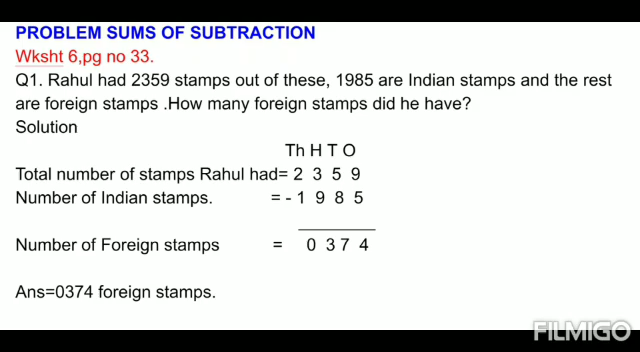 PROBLEM SUMS OF SUBTRACTION
Wksht 6,pg no 33.
Q1. Rahul had 2359 stamps out of these, 1985 are Indian stamps and the rest
are foreign stamps .How many foreign stamps did he have?
Solution
Th H T O
Total number of stamps Rahul had= 2 3 5 9
Number of Indian stamps. = - 1 9 8 5
Number of Foreign stamps = 0 3 7 4
Ans=0374 foreign stamps.
FILMIGO